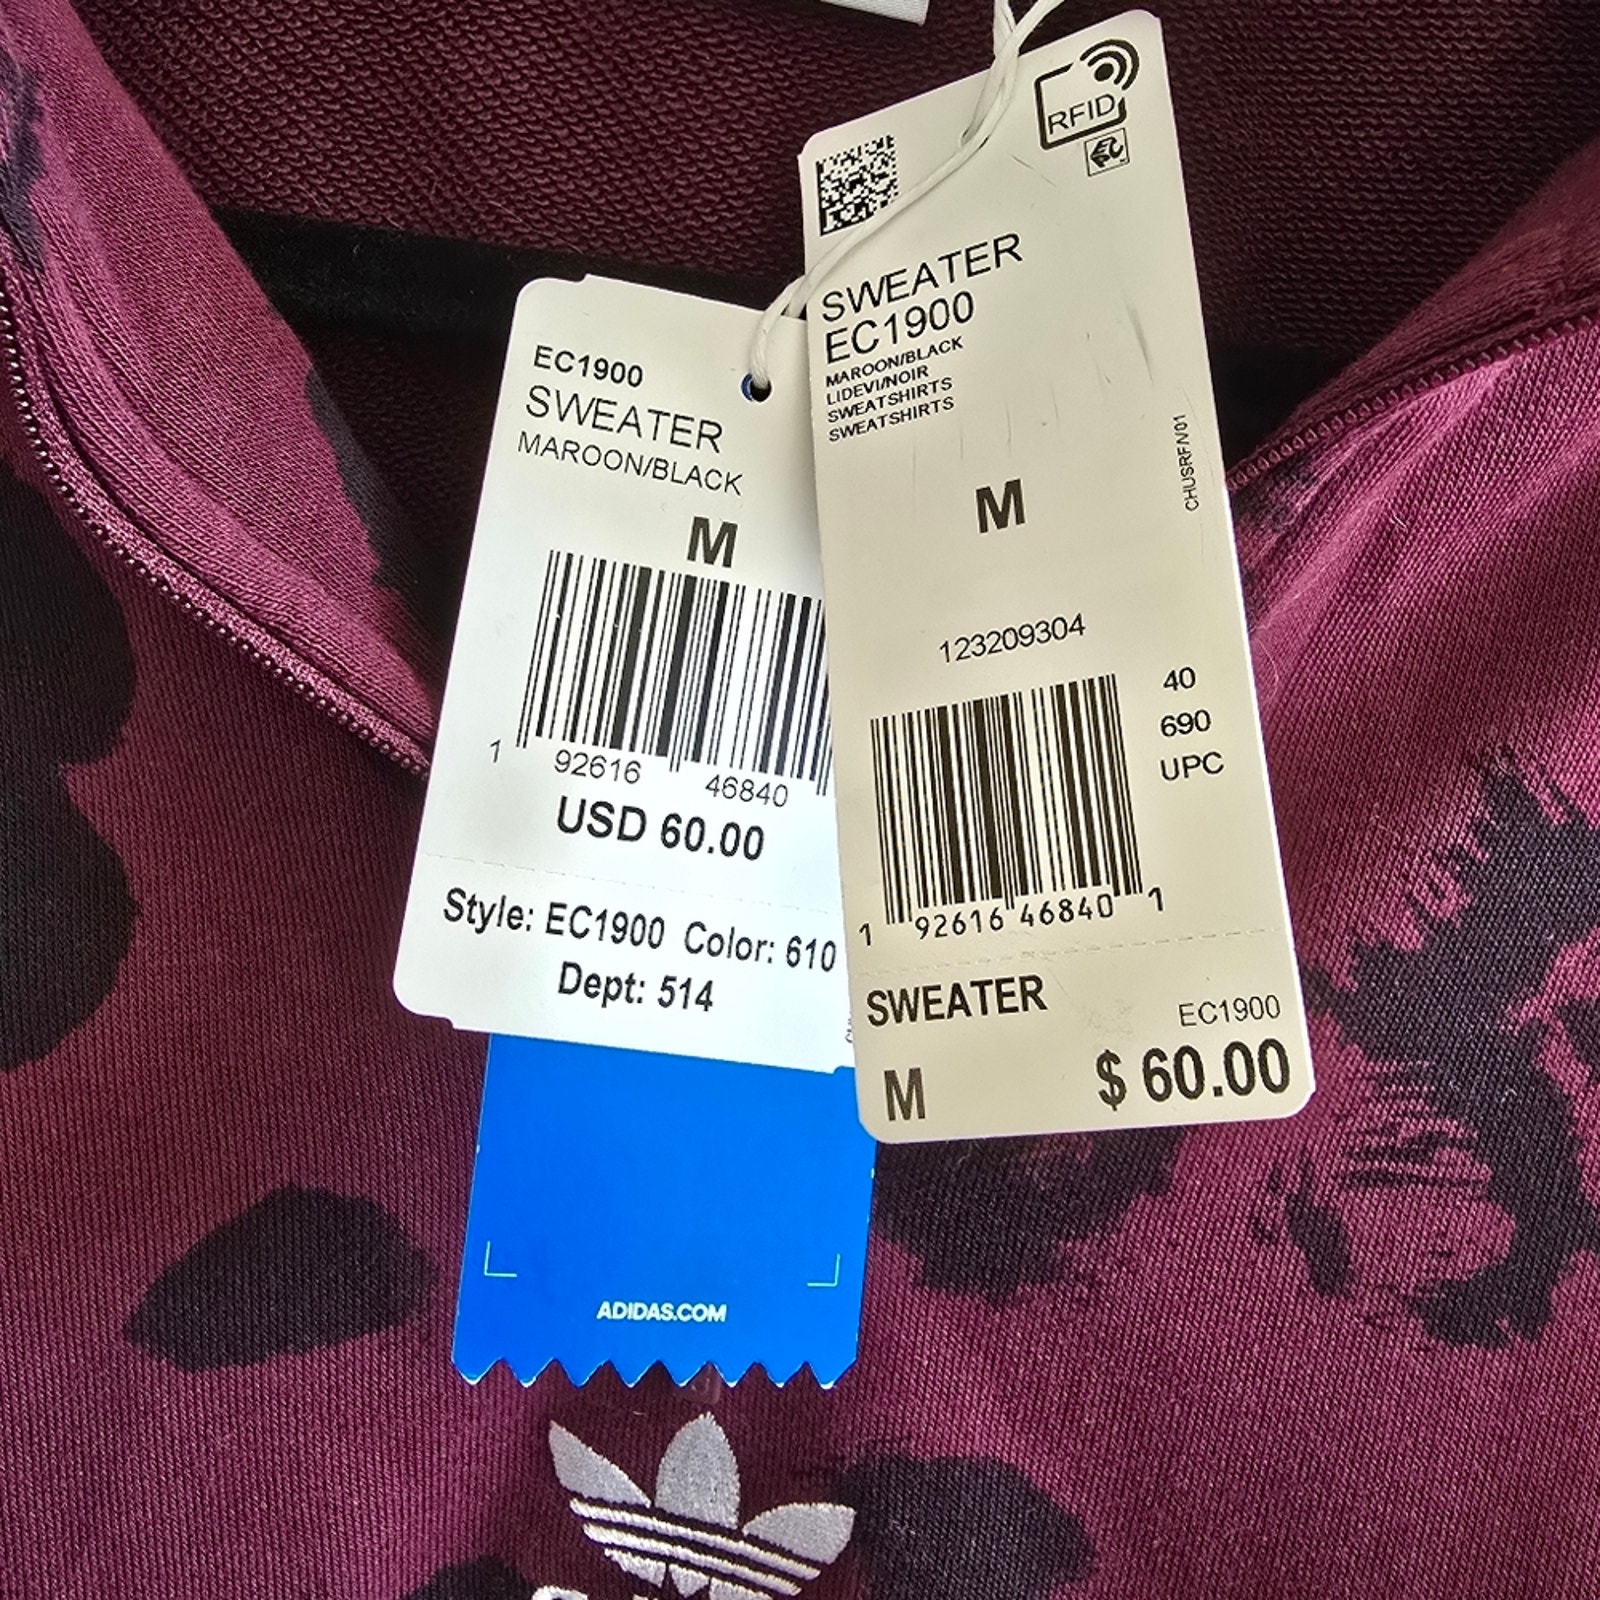 EC1900
SWEATER
MAROON/BLACK
M
1 92616 46840
USD 60.00
Style: EC1900 Color: 610
Dept: 514
ADIDAS.COM
RFID
SWEATER
EC1900
MAROON/BLACK
LIDEVI/NOIR
SWEATSHIRTS
SWEATSHIRTS
M
CHUSRF/V01
123209304
40
690
UPC
1 92616 46840 1
SWEATER
EC1900
M
$ 60.00